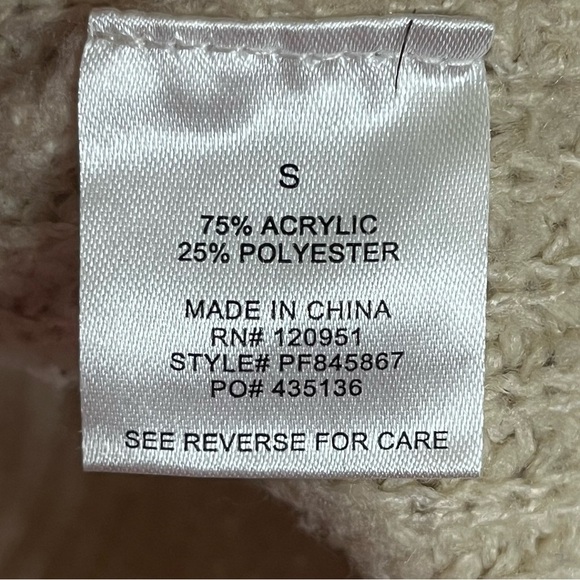 S
75% ACRYLIC
25% POLYESTER
MADE IN CHINA
RN# 120951
STYLE# PF845867
PO# 435136
SEE REVERSE FOR CARE